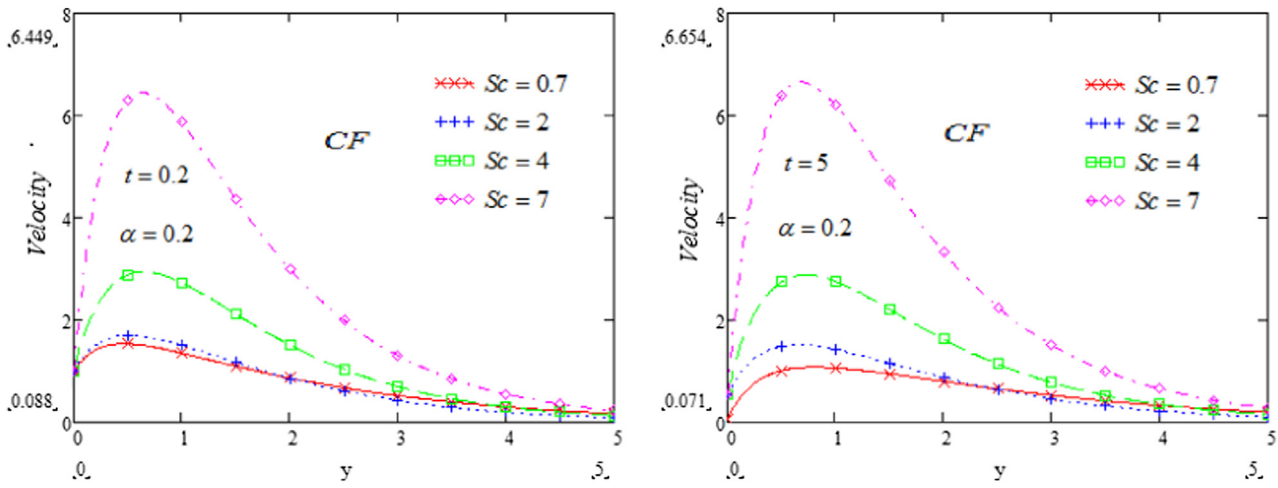 8
6.449
Sc = 0.7
Sc = 2
6
CF
Sc = 4
t = 0.2
Sc = 7
Velocity
4
α = 0.2
2
0.088
0
0 1 2 3 4 5
0 y 5
8
6.654
Sc = 0.7
Sc = 2
6
CF
Sc = 4
t = 5
Sc = 7
Velocity
4
α = 0.2
2
0.071
0
0 1 2 3 4 5
0 y 5